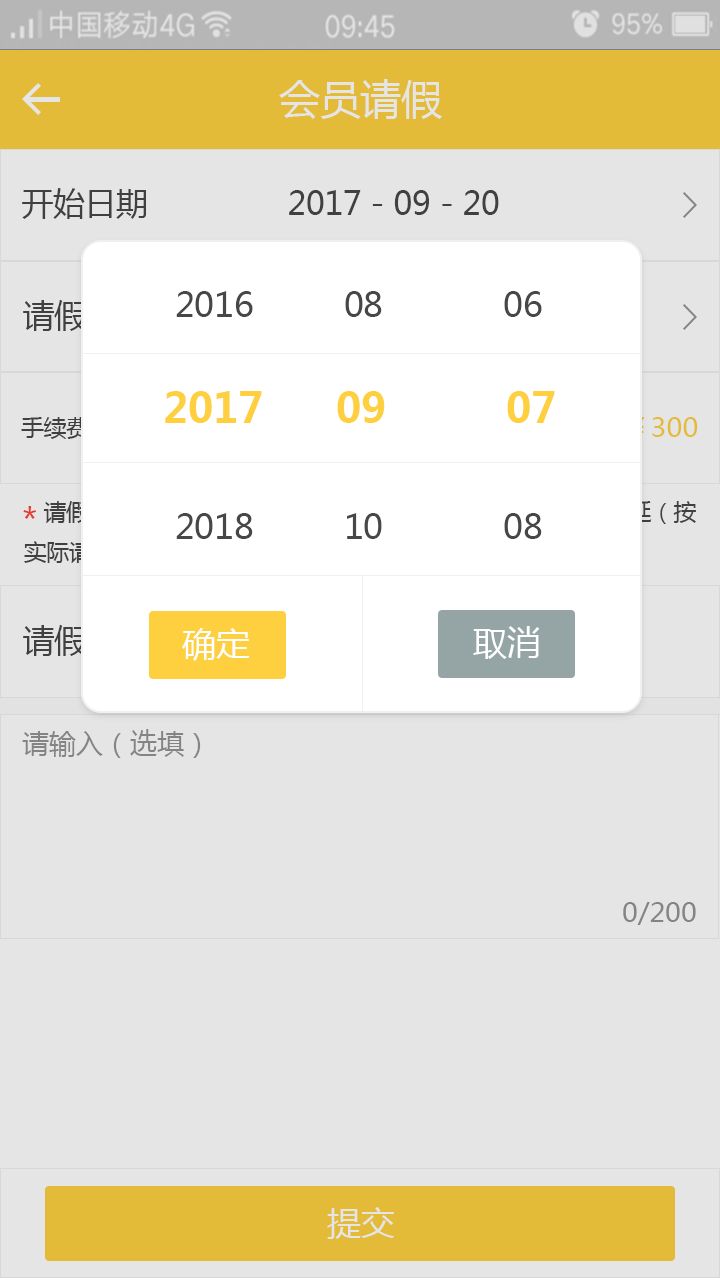 中国移动4G 09:45 95%
会员请假
开始日期 2017 - 09 - 20
2016 08 06
请假
2017 09 07
手续费 300
* 请假 延（按
2018 10 08
实际请
确定 取消
请假
请输入（选填）
0/200
提交